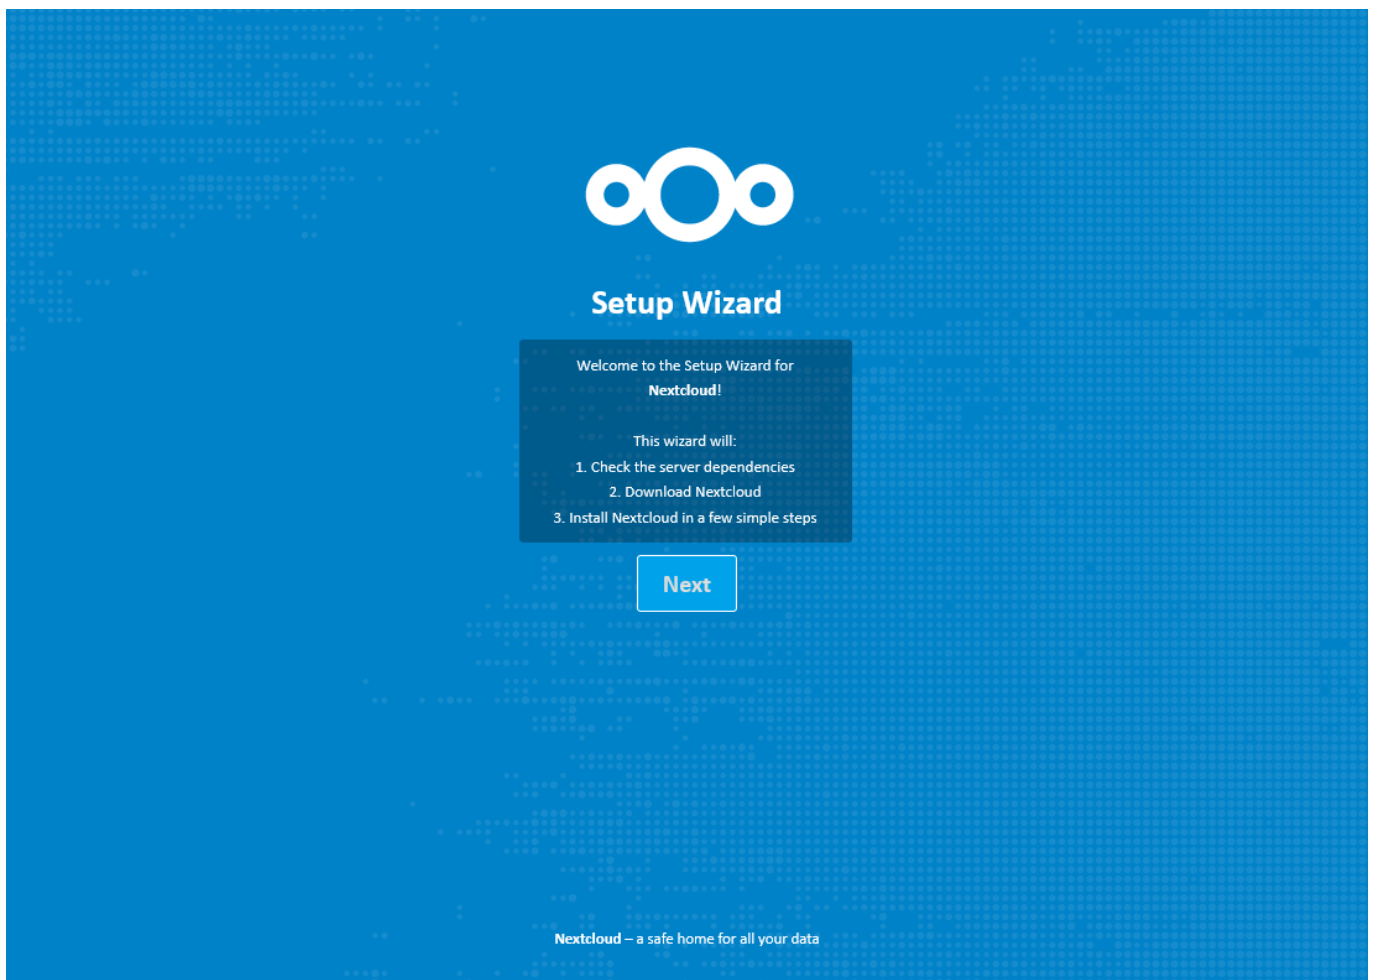 Setup Wizard
Welcome to the Setup Wizard for
Nextcloud!
This wizard will:
1. Check the server dependencies
2. Download Nextcloud
3. Install Nextcloud in a few simple steps
Next
Nextcloud – a safe home for all your data